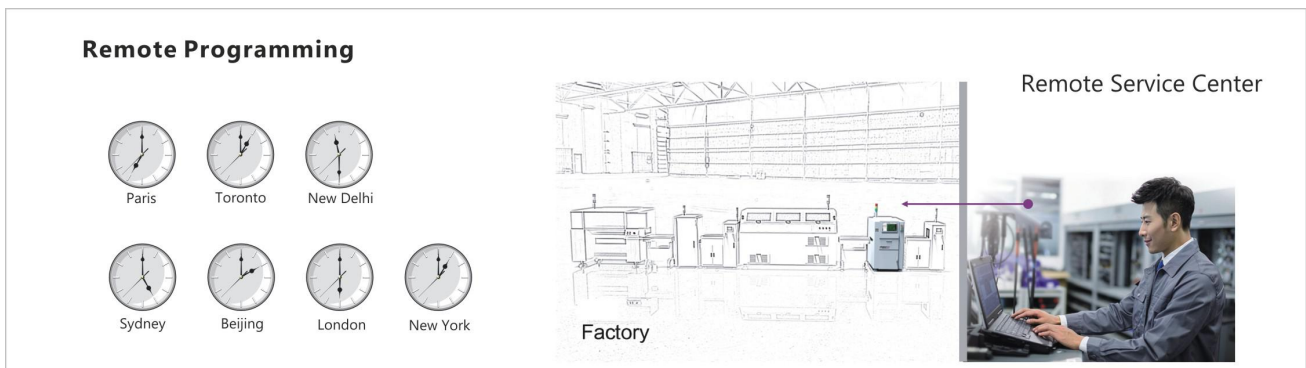 Remote Programming
Remote Service Center
Paris
Toronto
New Delhi
Sydney
Beijing
London
New York
Factory